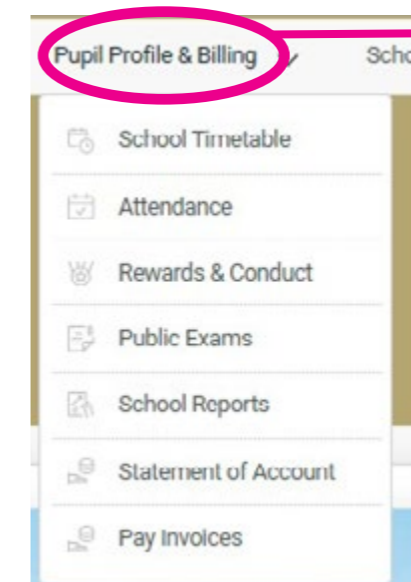 Pupil Profile & Billing
School Timetable
Attendance
Rewards & Conduct
Public Exams
School Reports
Statement of Account
Pay Invoices